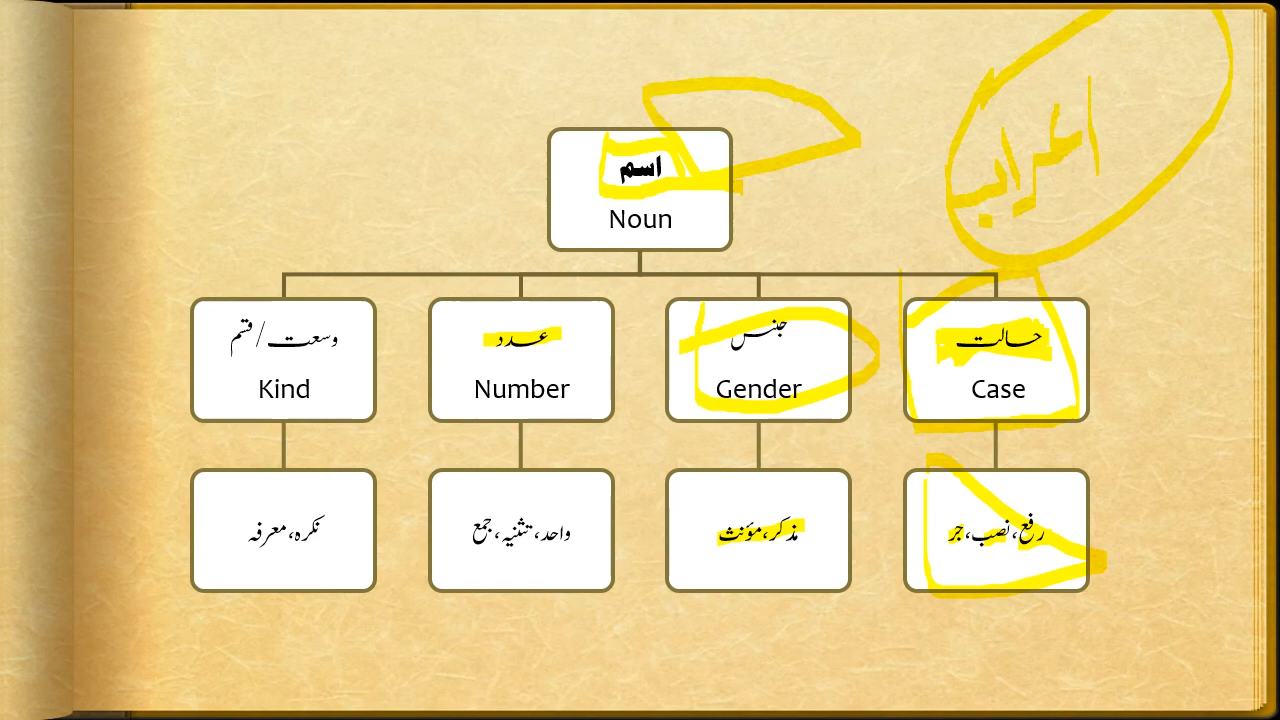 اعراب
اسم
Noun
حالت
Case
جنس
Gender
عدد
Number
وسعت/قسم
Kind
رفع، نصب، جر
مذکر، مؤنث
واحد، تثنیہ، جمع
نکرہ، معرفہ